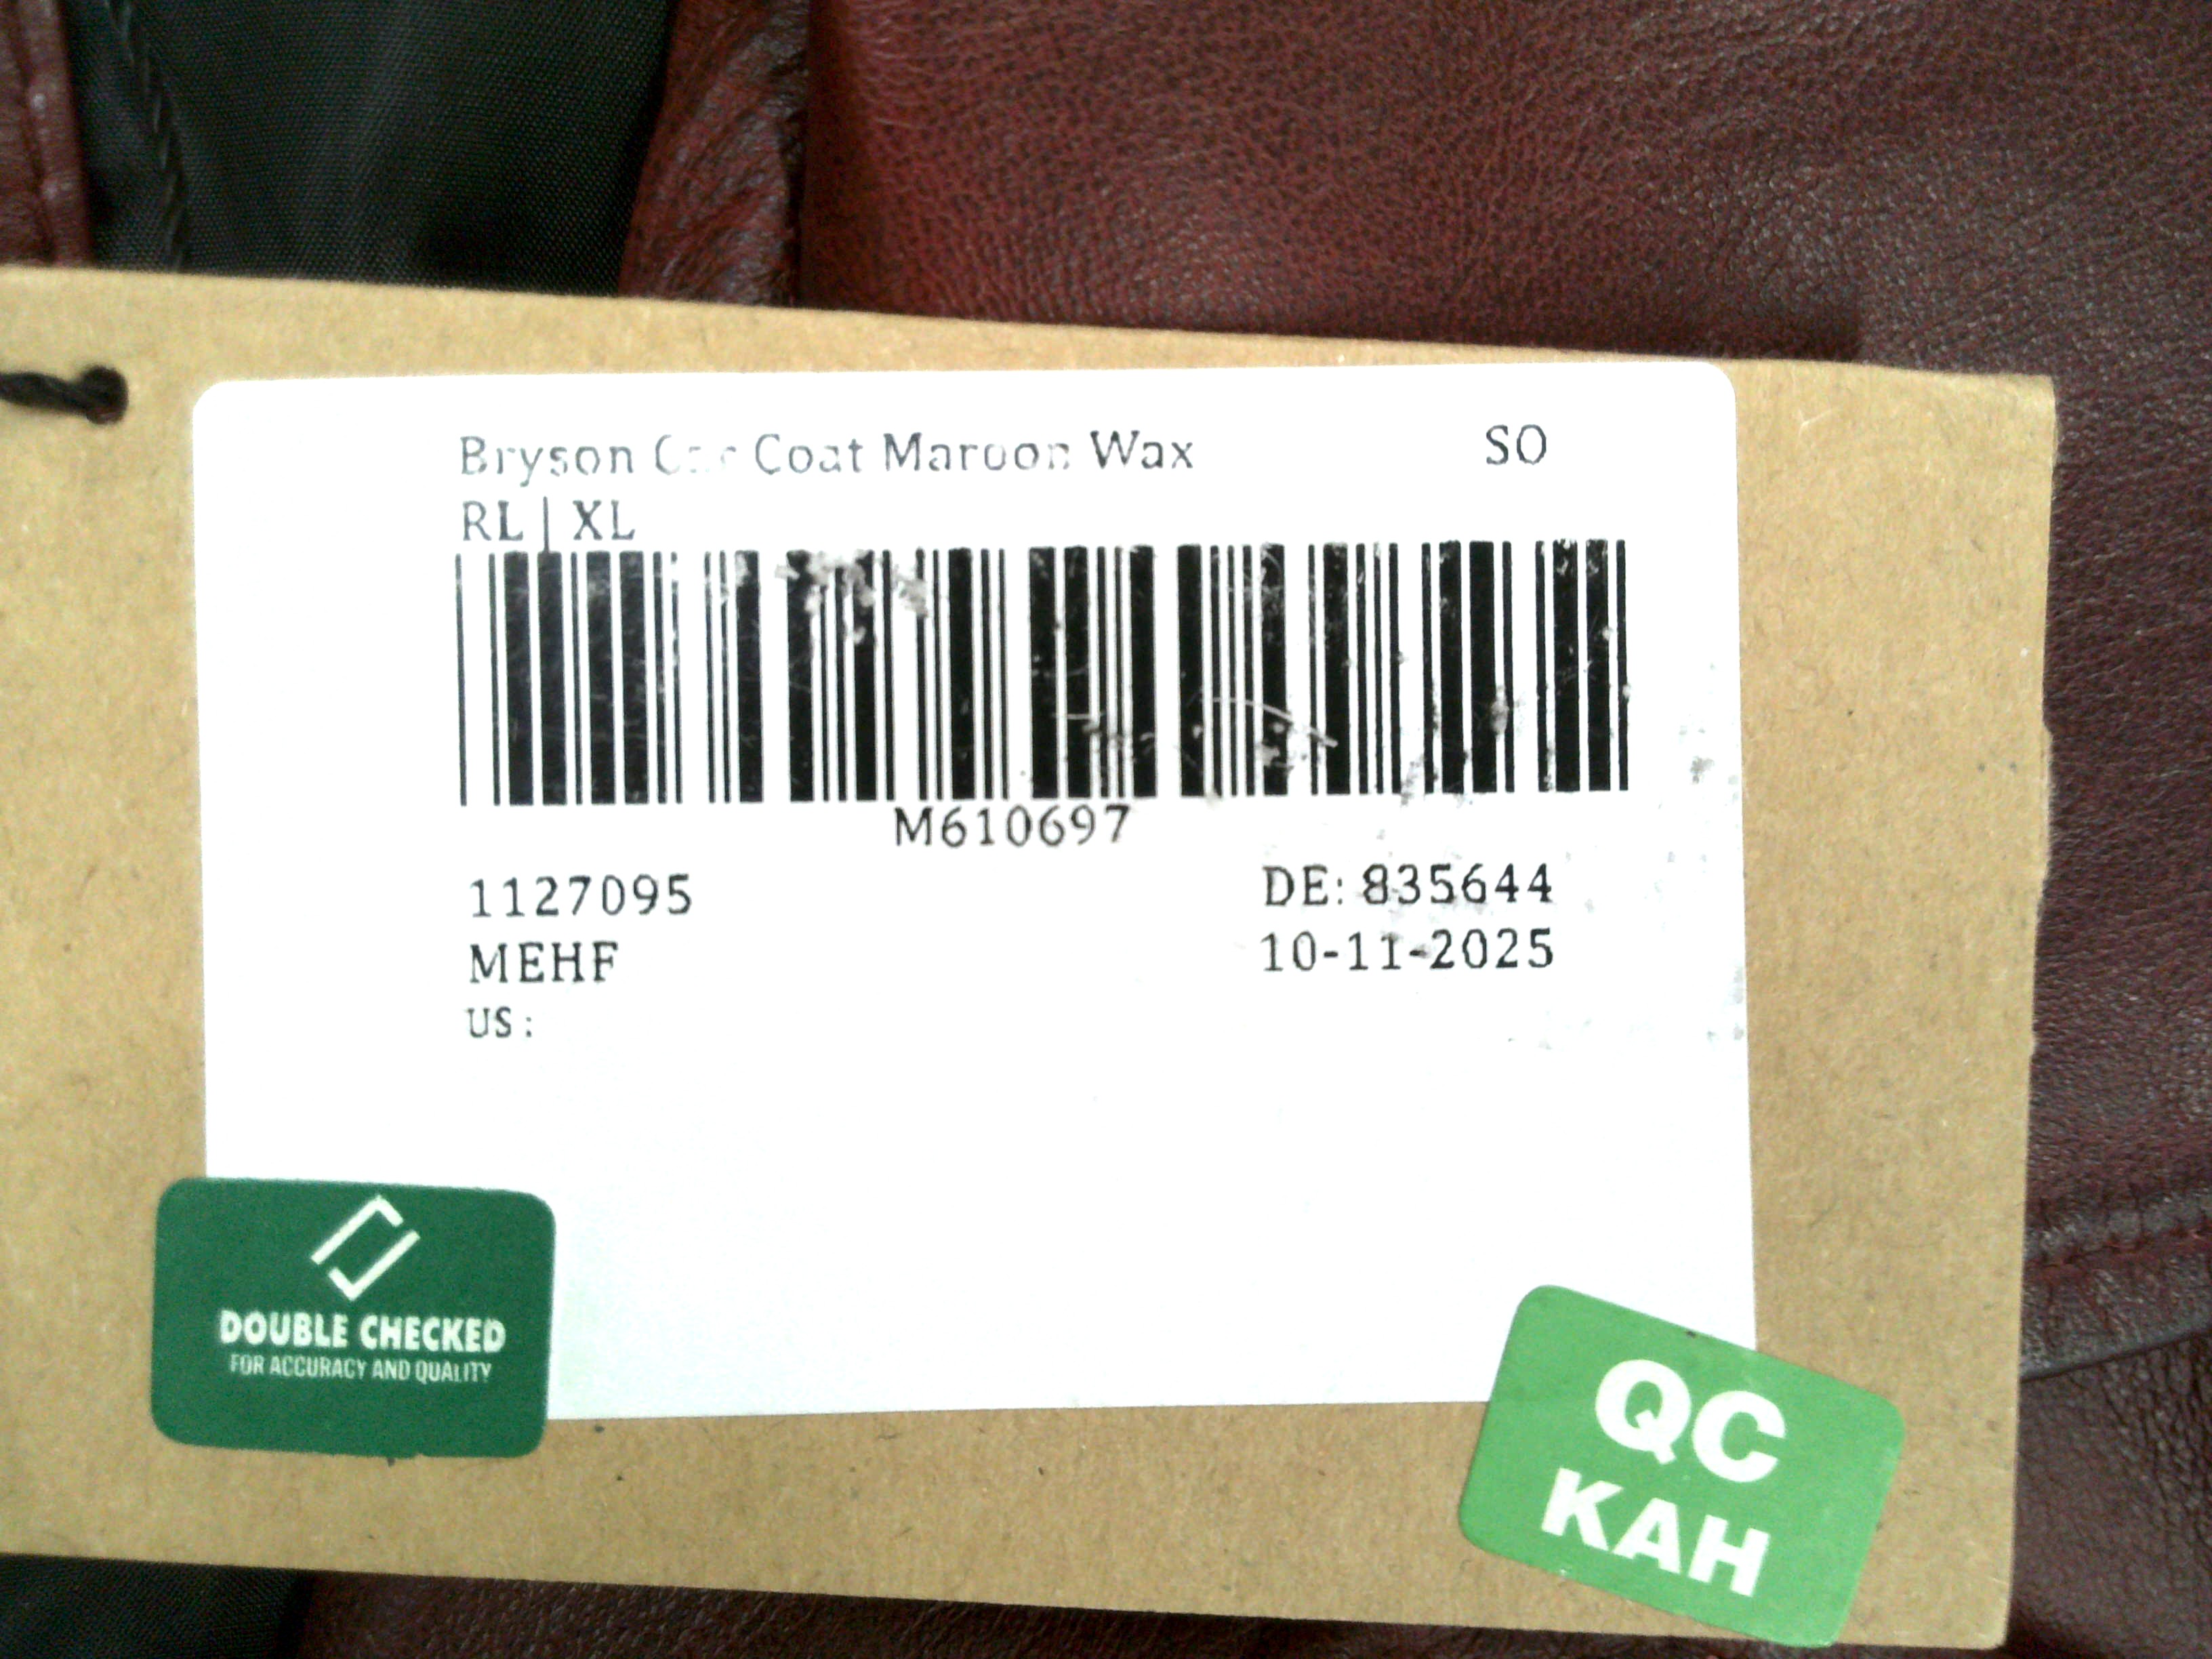 Bryson Car Coat Maroon Wax SO
RL | XL
M610697
1127095 DE: 835644
MEHF 10-11-2025
US :
DOUBLE CHECKED
FOR ACCURACY AND QUALITY
QC
KAH